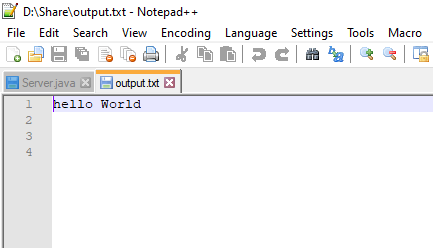 D:\Share\output.txt - Notepad++
File Edit Search View Encoding Language Settings Tools Macro
Server.java output.txt
1 hello World
2
3
4